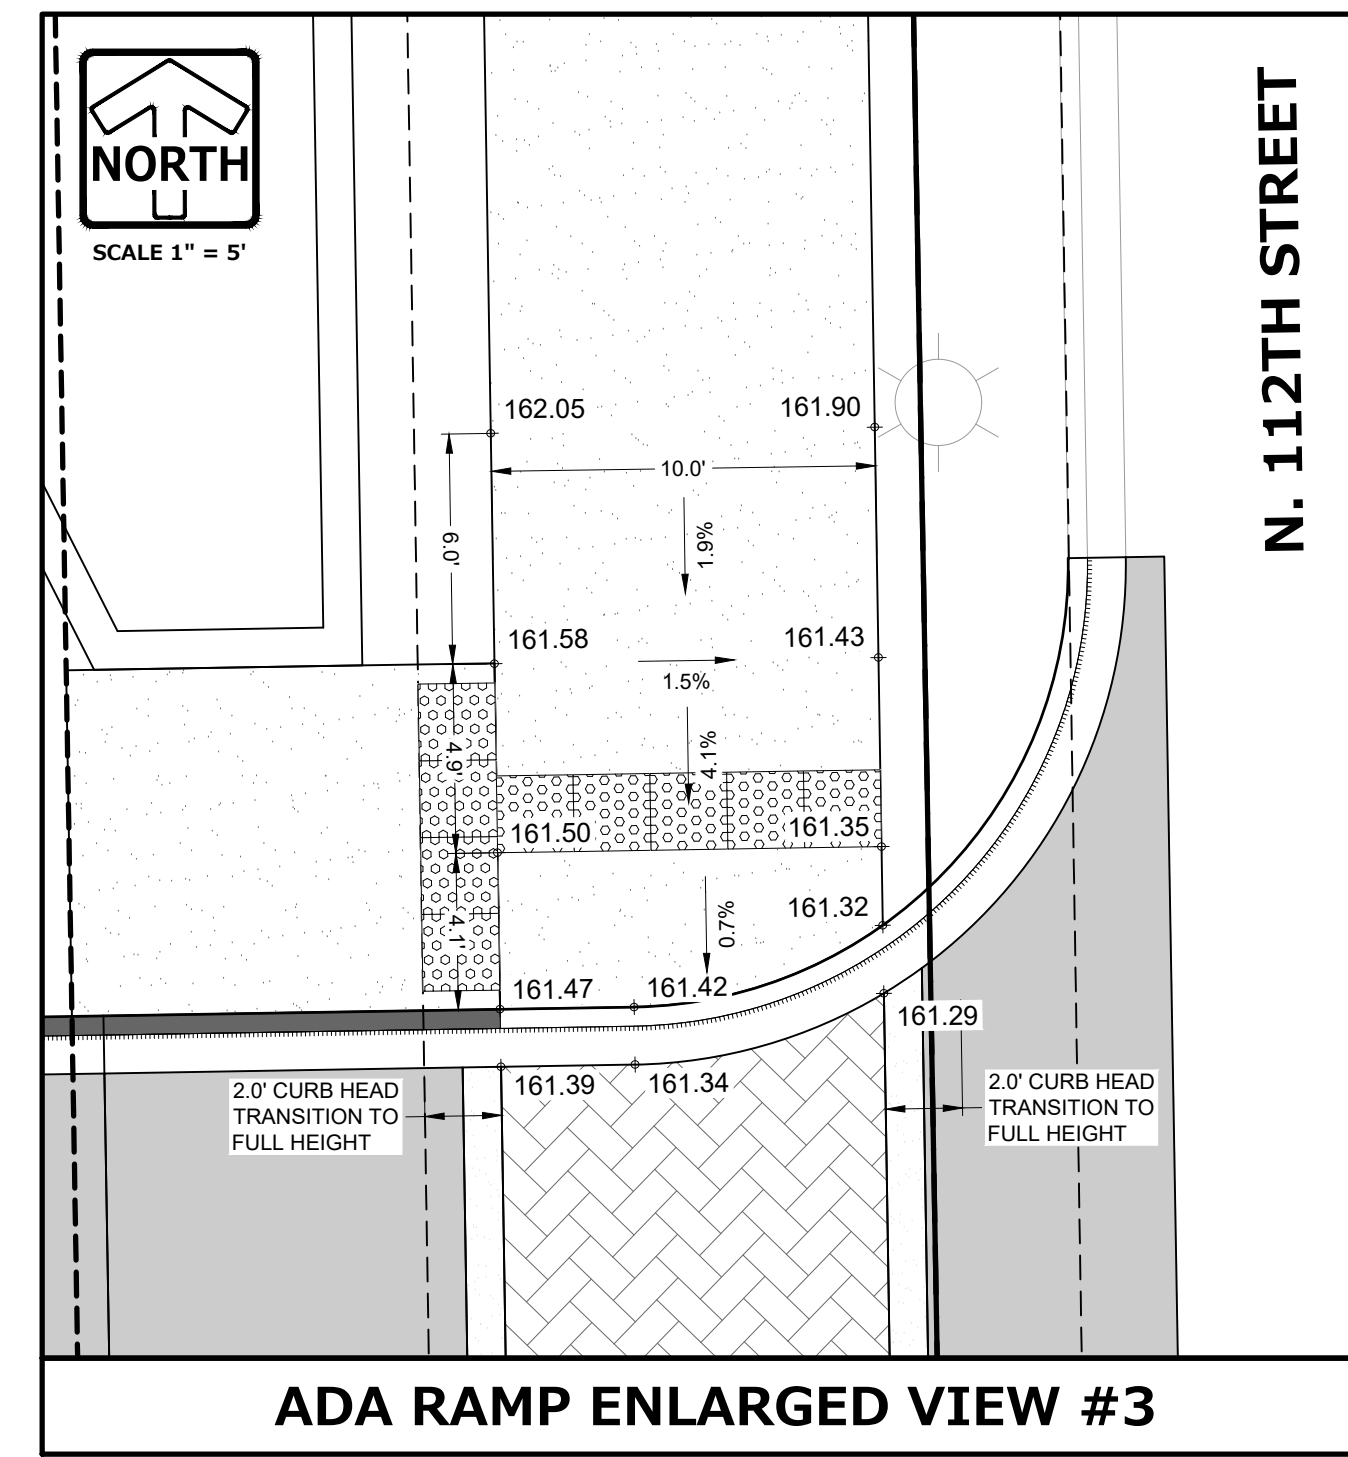 NORTH
SCALE 1" = 5'
N. 112TH STREET
162.05
161.90
10.0'
6.0'
1.9%
161.58
161.43
1.5%
4.9'
4.1%
161.50
161.35
4.1'
0.7%
161.32
161.47
161.42
161.29
161.39
161.34
2.0' CURB HEAD
TRANSITION TO
FULL HEIGHT
2.0' CURB HEAD
TRANSITION TO
FULL HEIGHT
ADA RAMP ENLARGED VIEW #3